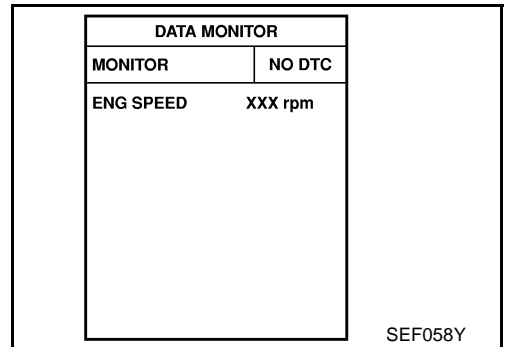 DATA MONITOR
MONITOR NO DTC
ENG SPEED XXX rpm
SEF058Y